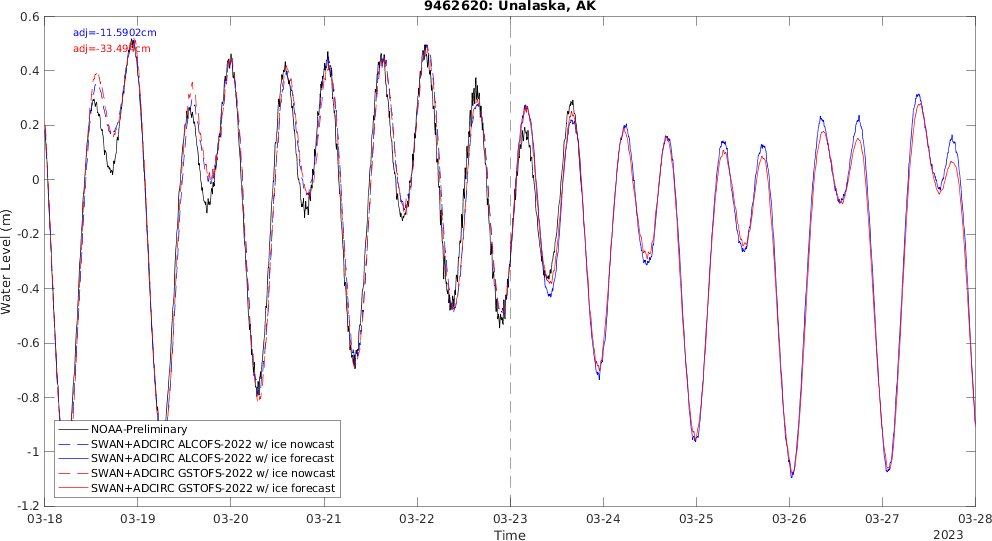 9462620: Unalaska, AK
adj=-11.5902cm
0.6
0.4
0.2
0
-0.2
-0.4
-0.6
-0.8
-1
-1.2
Water Level (m)
NOAA-Preliminary
SWAN+ADCIRC ALCOFS-2022 w/ ice nowcast
SWAN+ADCIRC ALCOFS-2022 w/ ice forecast
SWAN+ADCIRC GSTOFS-2022 w/ ice nowcast
SWAN+ADCIRC GSTOFS-2022 w/ ice forecast
03-18 03-19 03-20 03-21 03-22 03-23 03-24 03-25 03-26 03-27 03-28
Time
2023